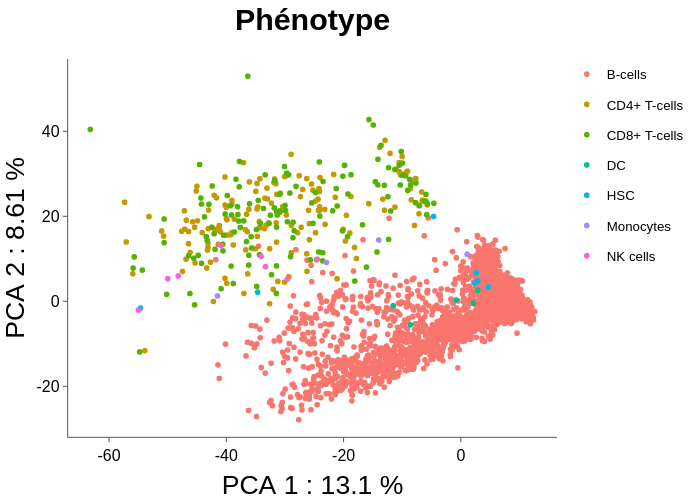 Phénotype
PCA 2 : 8.61 %
40
20
0
-20
-60
-40
-20
0
PCA 1 : 13.1 %
B-cells
CD4+ T-cells
CD8+ T-cells
DC
HSC
Monocytes
NK cells